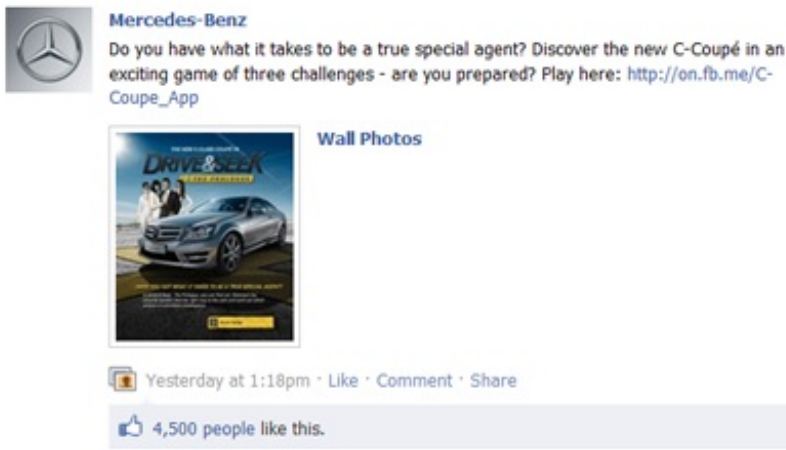 Mercedes-Benz
Do you have what it takes to be a true special agent? Discover the new C-Coupé in an
exciting game of three challenges - are you prepared? Play here: http://on.fb.me/C-
Coupe_App
Wall Photos
DRIVE&SEEK
Yesterday at 1:18pm · Like · Comment · Share
4,500 people like this.